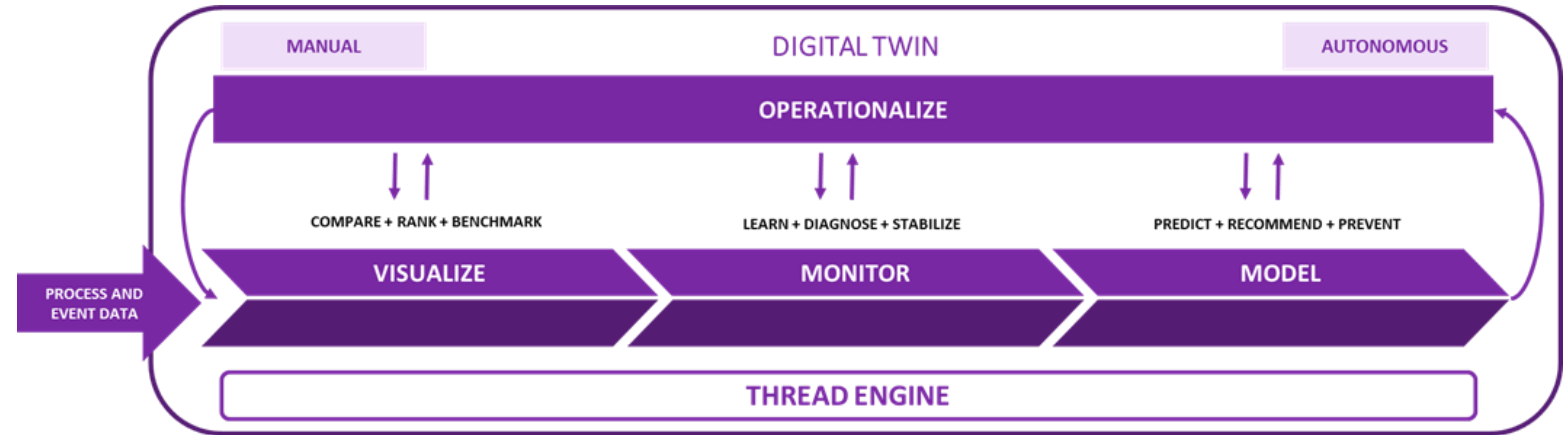 MANUAL
DIGITAL TWIN
AUTONOMOUS
OPERATIONALIZE
COMPARE + RANK + BENCHMARK
LEARN + DIAGNOSE + STABILIZE
PREDICT + RECOMMEND + PREVENT
VISUALIZE
MONITOR
MODEL
PROCESS AND
EVENT DATA
THREAD ENGINE